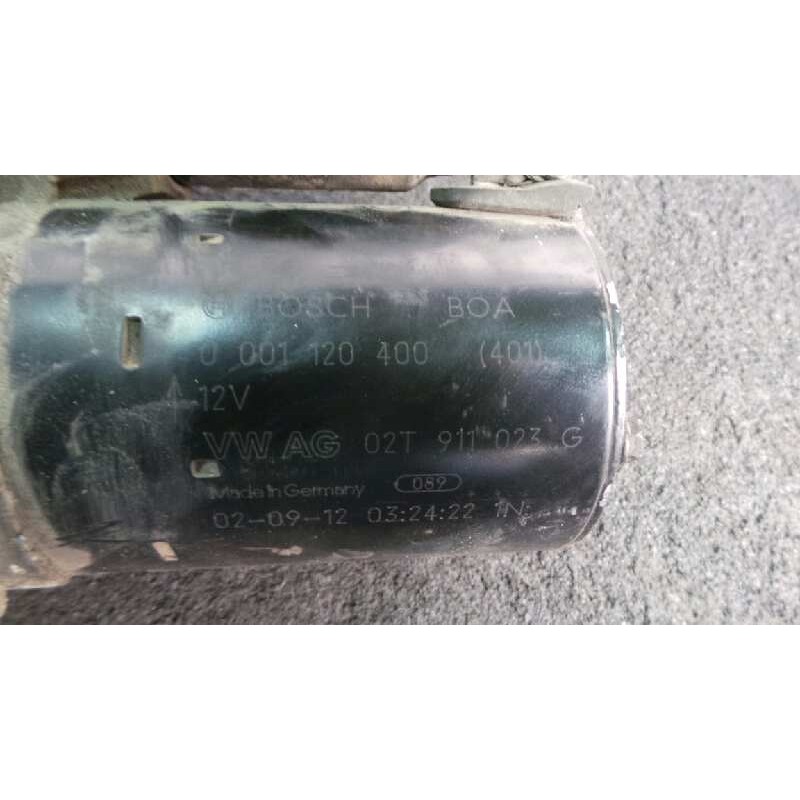 BOSCH BOA
0 001 120 400 (401)
12V
VW AG 02T 911 023 G
Made in Germany 089
02-09-12 03:24:22 1N